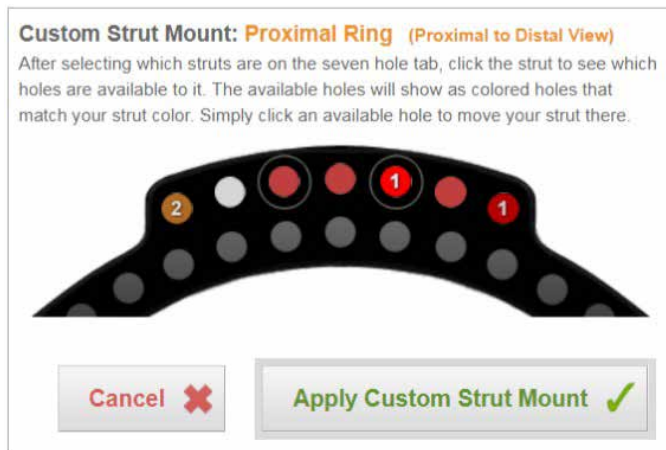 Custom Strut Mount: Proximal Ring (Proximal to Distal View)
After selecting which struts are on the seven hole tab, click the strut to see which
holes are available to it. The available holes will show as colored holes that
match your strut color. Simply click an available hole to move your strut there.
2 1 1
Cancel Apply Custom Strut Mount